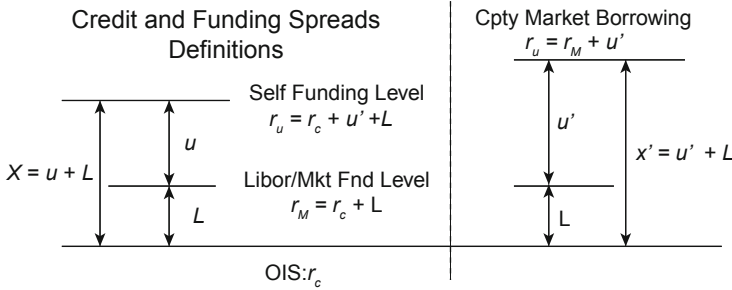 Credit and Funding Spreads
Definitions
Self Funding Level
r_u = r_c + u' +L
u
X = u + L
Libor/Mkt Fnd Level
r_M = r_c + L
L
OIS:r_c
Cpty Market Borrowing
r_u = r_M + u'
u'
x' = u' + L
L